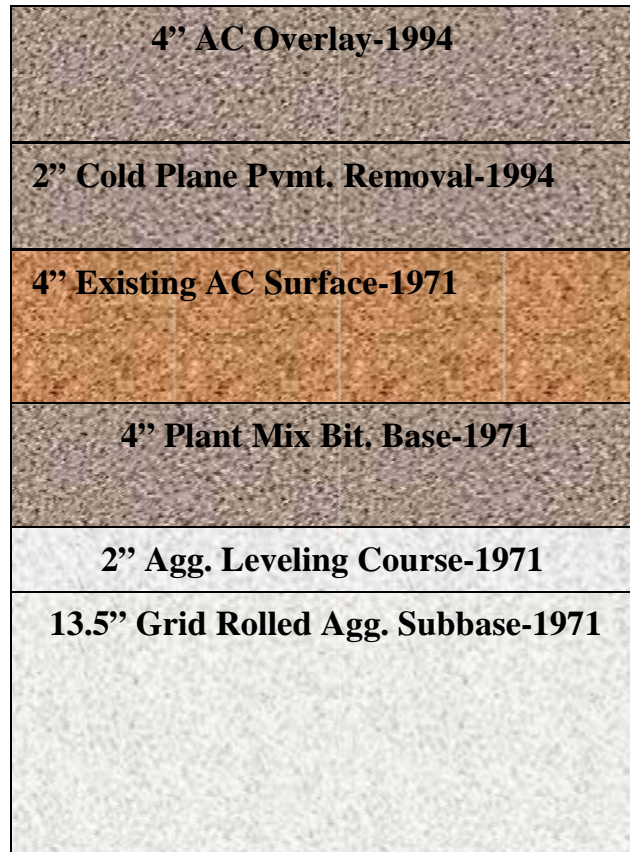 4” AC Overlay-1994
2” Cold Plane Pvmt. Removal-1994
4” Existing AC Surface-1971
4” Plant Mix Bit. Base-1971
2” Agg. Leveling Course-1971
13.5” Grid Rolled Agg. Subbase-1971